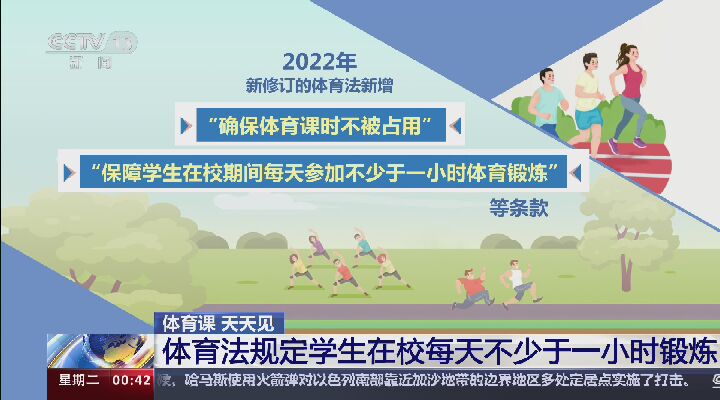 CCTV 13
新闻
2022年
新修订的体育法新增
“确保体育课时不被占用”
“保障学生在校期间每天参加不少于一小时体育锻炼”
等条款
体育课 天天见
体育法规定学生在校每天不少于一小时锻炼
星期二 00:42 哈马斯使用火箭弹对以色列南部靠近加沙地带的边界地区多处定居点实施了打击。